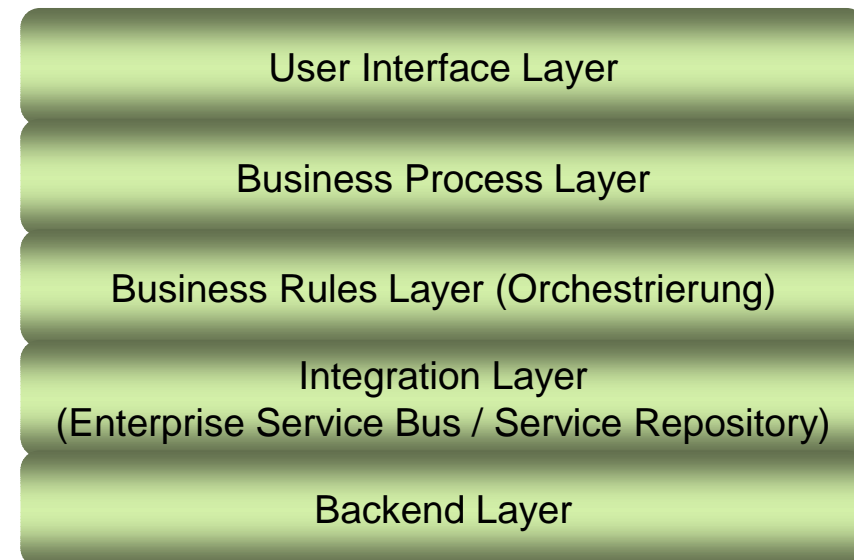 User Interface Layer
Business Process Layer
Business Rules Layer (Orchestrierung)
Integration Layer
(Enterprise Service Bus / Service Repository)
Backend Layer